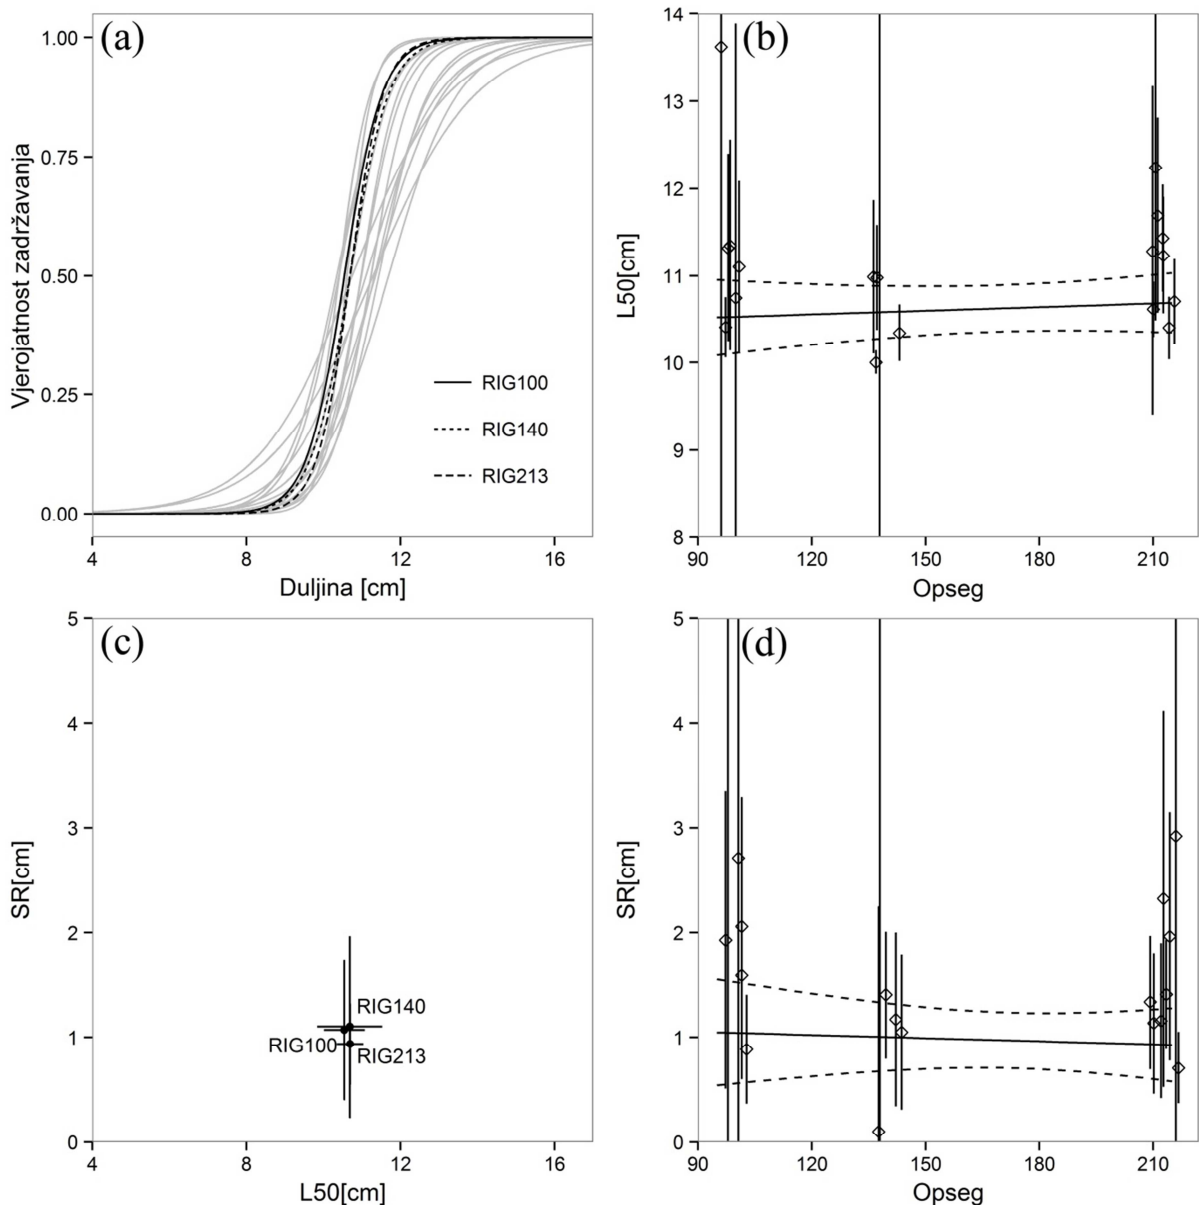 (a)
1.00
0.75
0.50
0.25
0.00
Vjerojatnost zadržavanja
RIG100
RIG140
RIG213
4
8
12
16
Duljina [cm]
(b)
14
13
12
11
10
9
8
L50[cm]
90
120
150
180
210
Opseg
(c)
5
4
3
2
1
0
SR[cm]
RIG140
RIG100
RIG213
4
8
12
16
L50[cm]
(d)
5
4
3
2
1
0
SR[cm]
90
120
150
180
210
Opseg